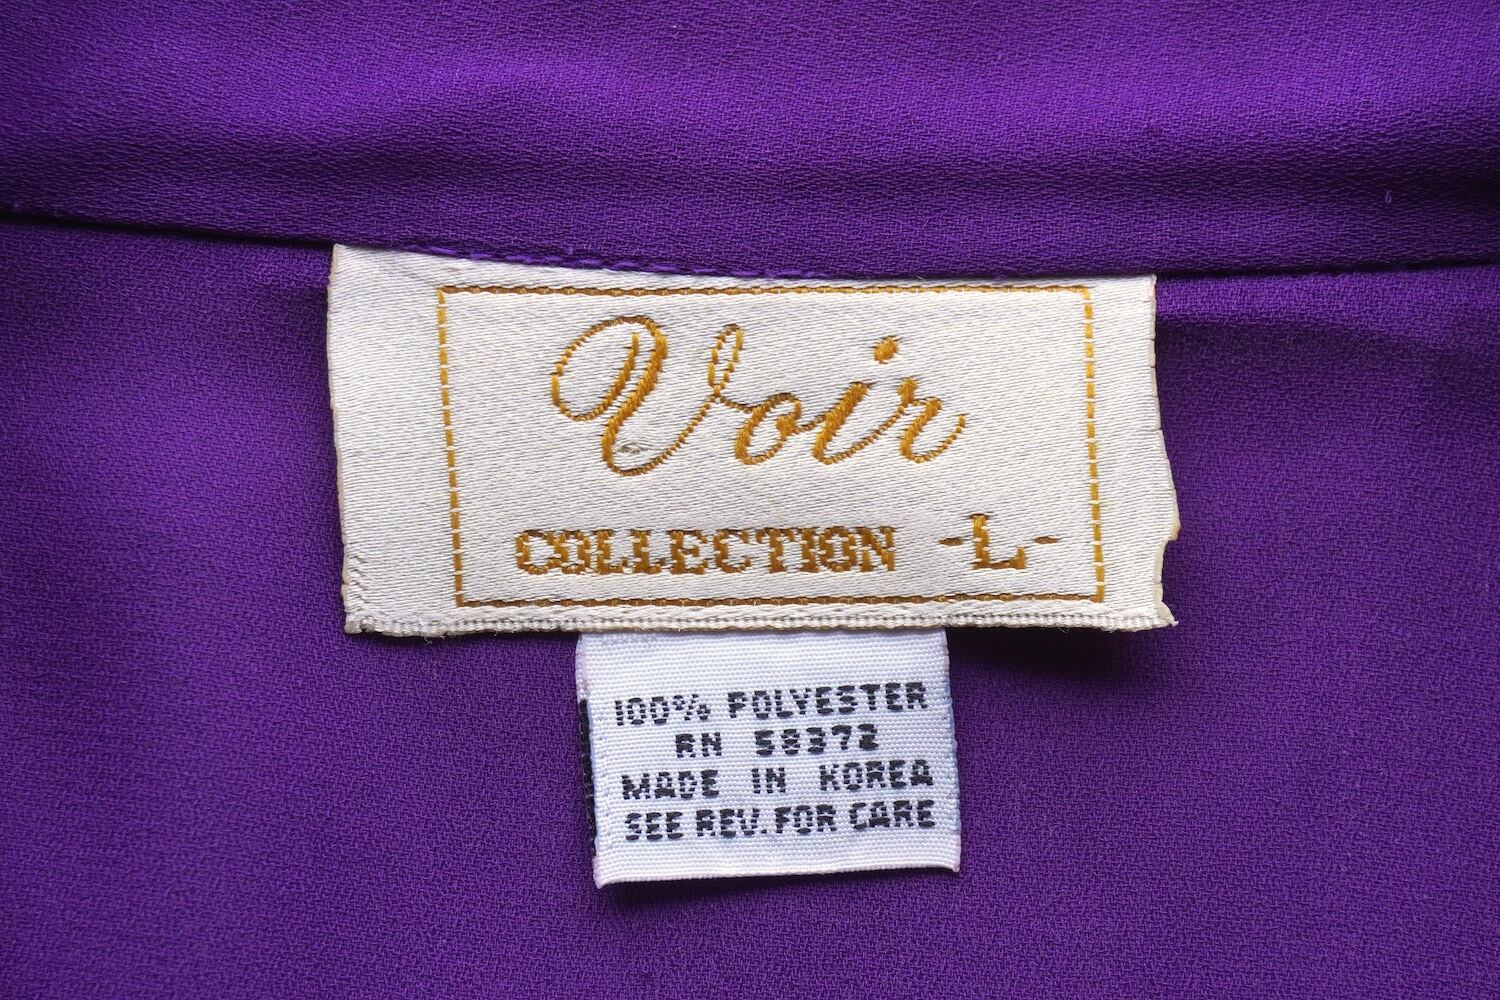 Voir
COLLECTION -L-
100% POLYESTER
RN 58372
MADE IN KOREA
SEE REV. FOR CARE